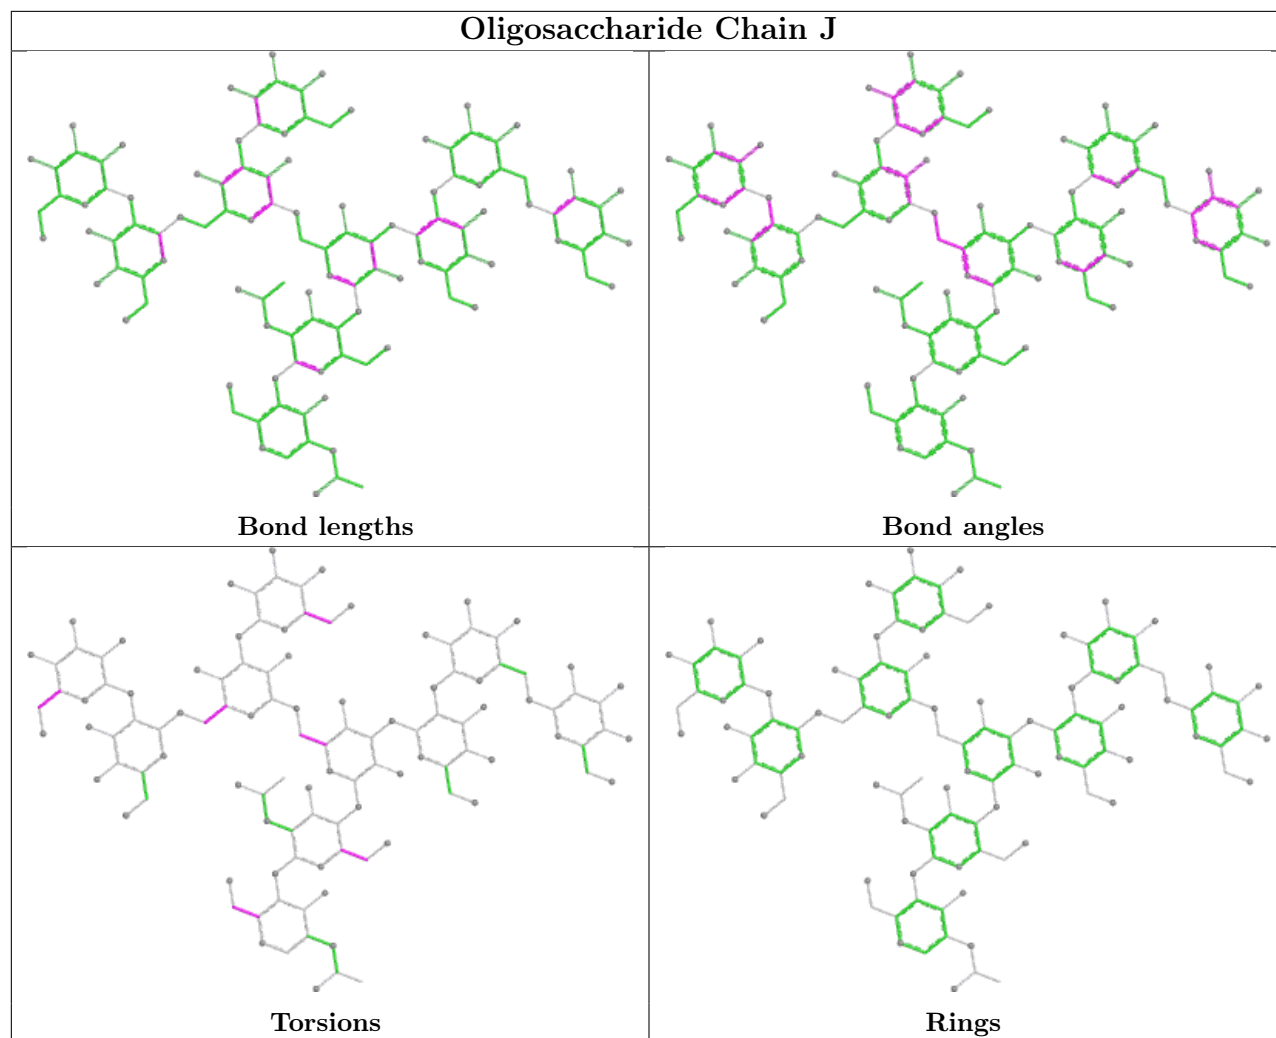 Oligosaccharide Chain J
Bond lengths
Bond angles
Torsions
Rings